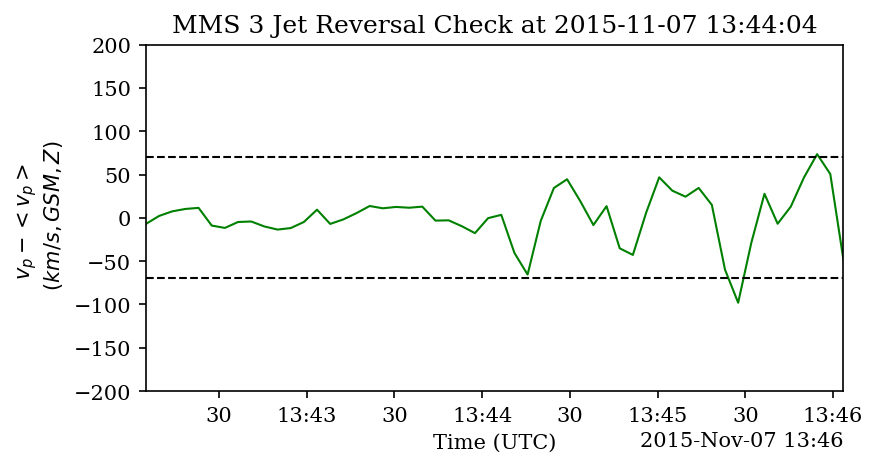 MMS 3 Jet Reversal Check at 2015-11-07 13:44:04
200
150
100
50
0
−50
−100
−150
−200
v_p − < v_p >
(km/s, GSM, Z)
30 13:43 30 13:44 30 13:45 30 13:46
Time (UTC)
2015-Nov-07 13:46